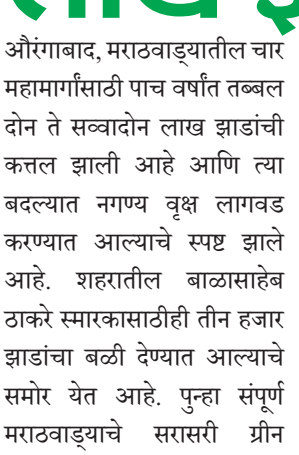 औरंगाबाद, मराठवाड्यातील चार
महामार्गांसाठी पाच वर्षांत तब्बल
दोन ते सव्वादोन लाख झाडांची
कत्तल झाली आहे आणि त्या
बदल्यात नगण्य वृक्ष लागवड
करण्यात आल्याचे स्पष्ट झाले
आहे. शहरातील बाळासाहेब
ठाकरे स्मारकासाठीही तीन हजार
झाडांचा बळी देण्यात आल्याचे
समोर येत आहे. पुन्हा संपूर्ण
मराठवाड्याचे सरासरी ग्रीन